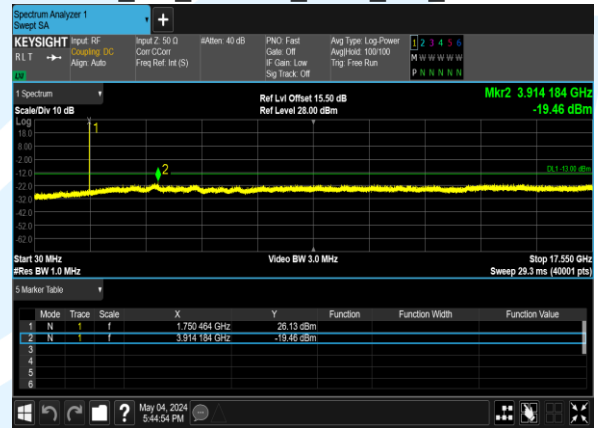 Spectrum Analyzer 1
Swept SA
+
KEYSIGHT Input: RF Input Z: 50 Ω #Atten: 40 dB PNO: Fast Avg Type: Log-Power 1 2 3 4 5 6
RLT Coupling: DC Corr CCorr Gate: Off Avg|Hold: 100/100 M W W W W W
Align: Auto Freq Ref: Int (S) IF Gain: Low Trig: Free Run P N N N N N
Sig Track: Off
LW
1 Spectrum
Ref Lvl Offset 15.50 dB Mkr2 3.914 184 GHz
Scale/Div 10 dB Ref Level 28.00 dBm -19.46 dBm
Log
1
18.0
8.00
-2.00
2
DL1 -13.00 dBm
-12.0
-22.0
-32.0
-42.0
-52.0
-62.0
Start 30 MHz Video BW 3.0 MHz Stop 17.550 GHz
#Res BW 1.0 MHz Sweep 29.3 ms (40001 pts)
5 Marker Table
Mode Trace Scale X Y Function Function Width Function Value
1 N 1 f 1.750 464 GHz 26.13 dBm
2 N 1 f 3.914 184 GHz -19.46 dBm
3
4
5
6
? May 04, 2024
5:44:54 PM